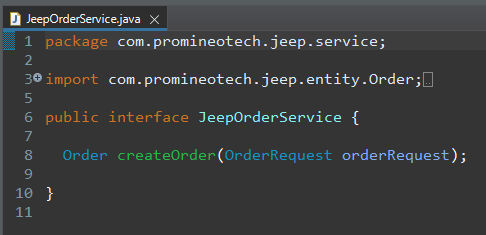 JeepOrderService.java
1 package com.promineotech.jeep.service;
2
3 import com.promineotech.jeep.entity.Order;
5
6 public interface JeepOrderService {
7
8 Order createOrder(OrderRequest orderRequest);
9
10 }
11